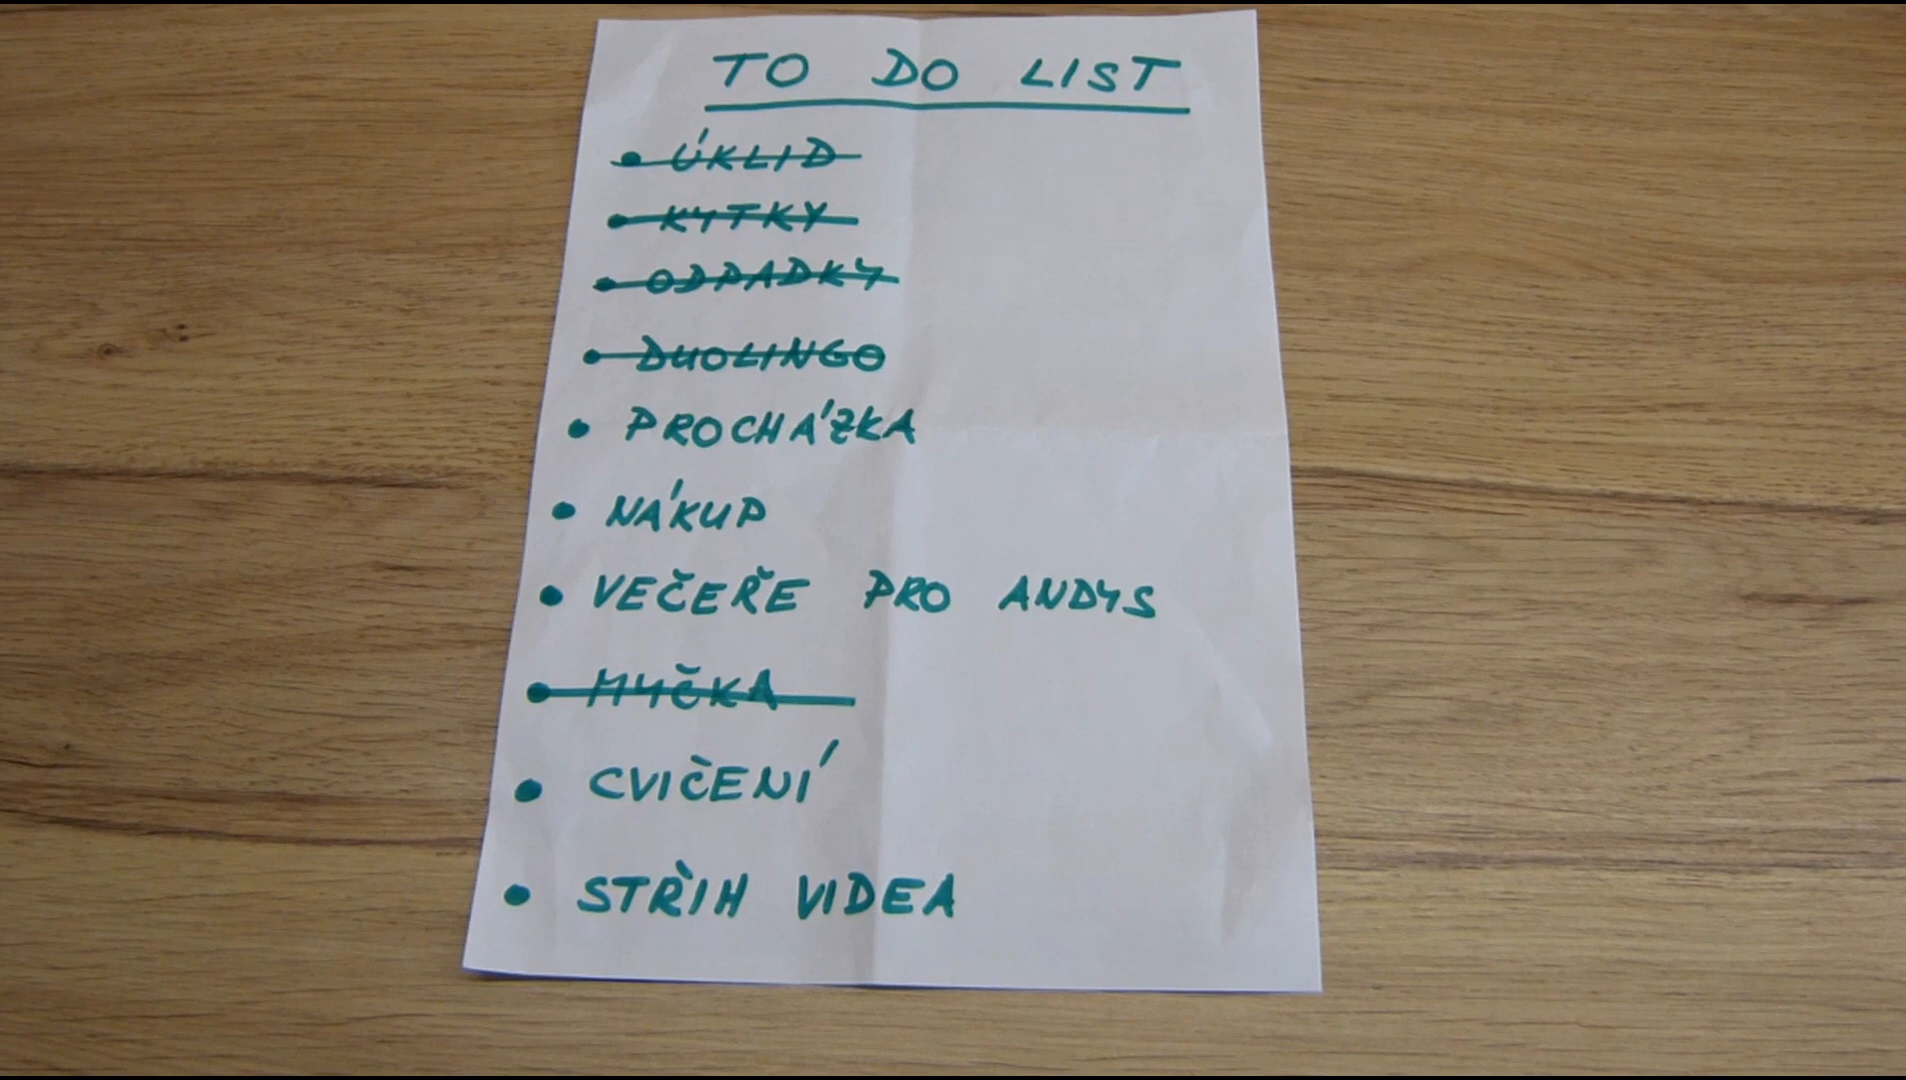 TO DO LIST
• ÚKLID
• KYTKY
• ODPADKY
• DUOLINGO
• PROCHÁZKA
• NÁKUP
• VEČEŘE PRO ANDYS
• MYČKA
• CVIČENÍ
• STŘIH VIDEA